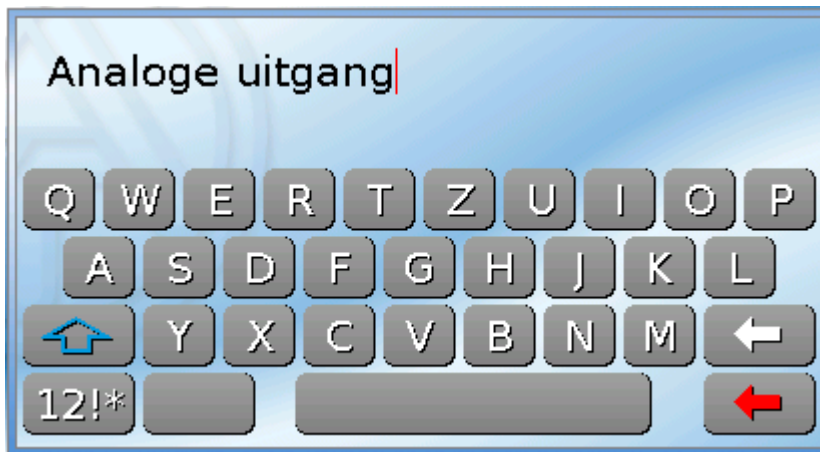 Analoge uitgang
Q W E R T Z U I O P
A S D F G H J K L
Y X C V B N M
12!*